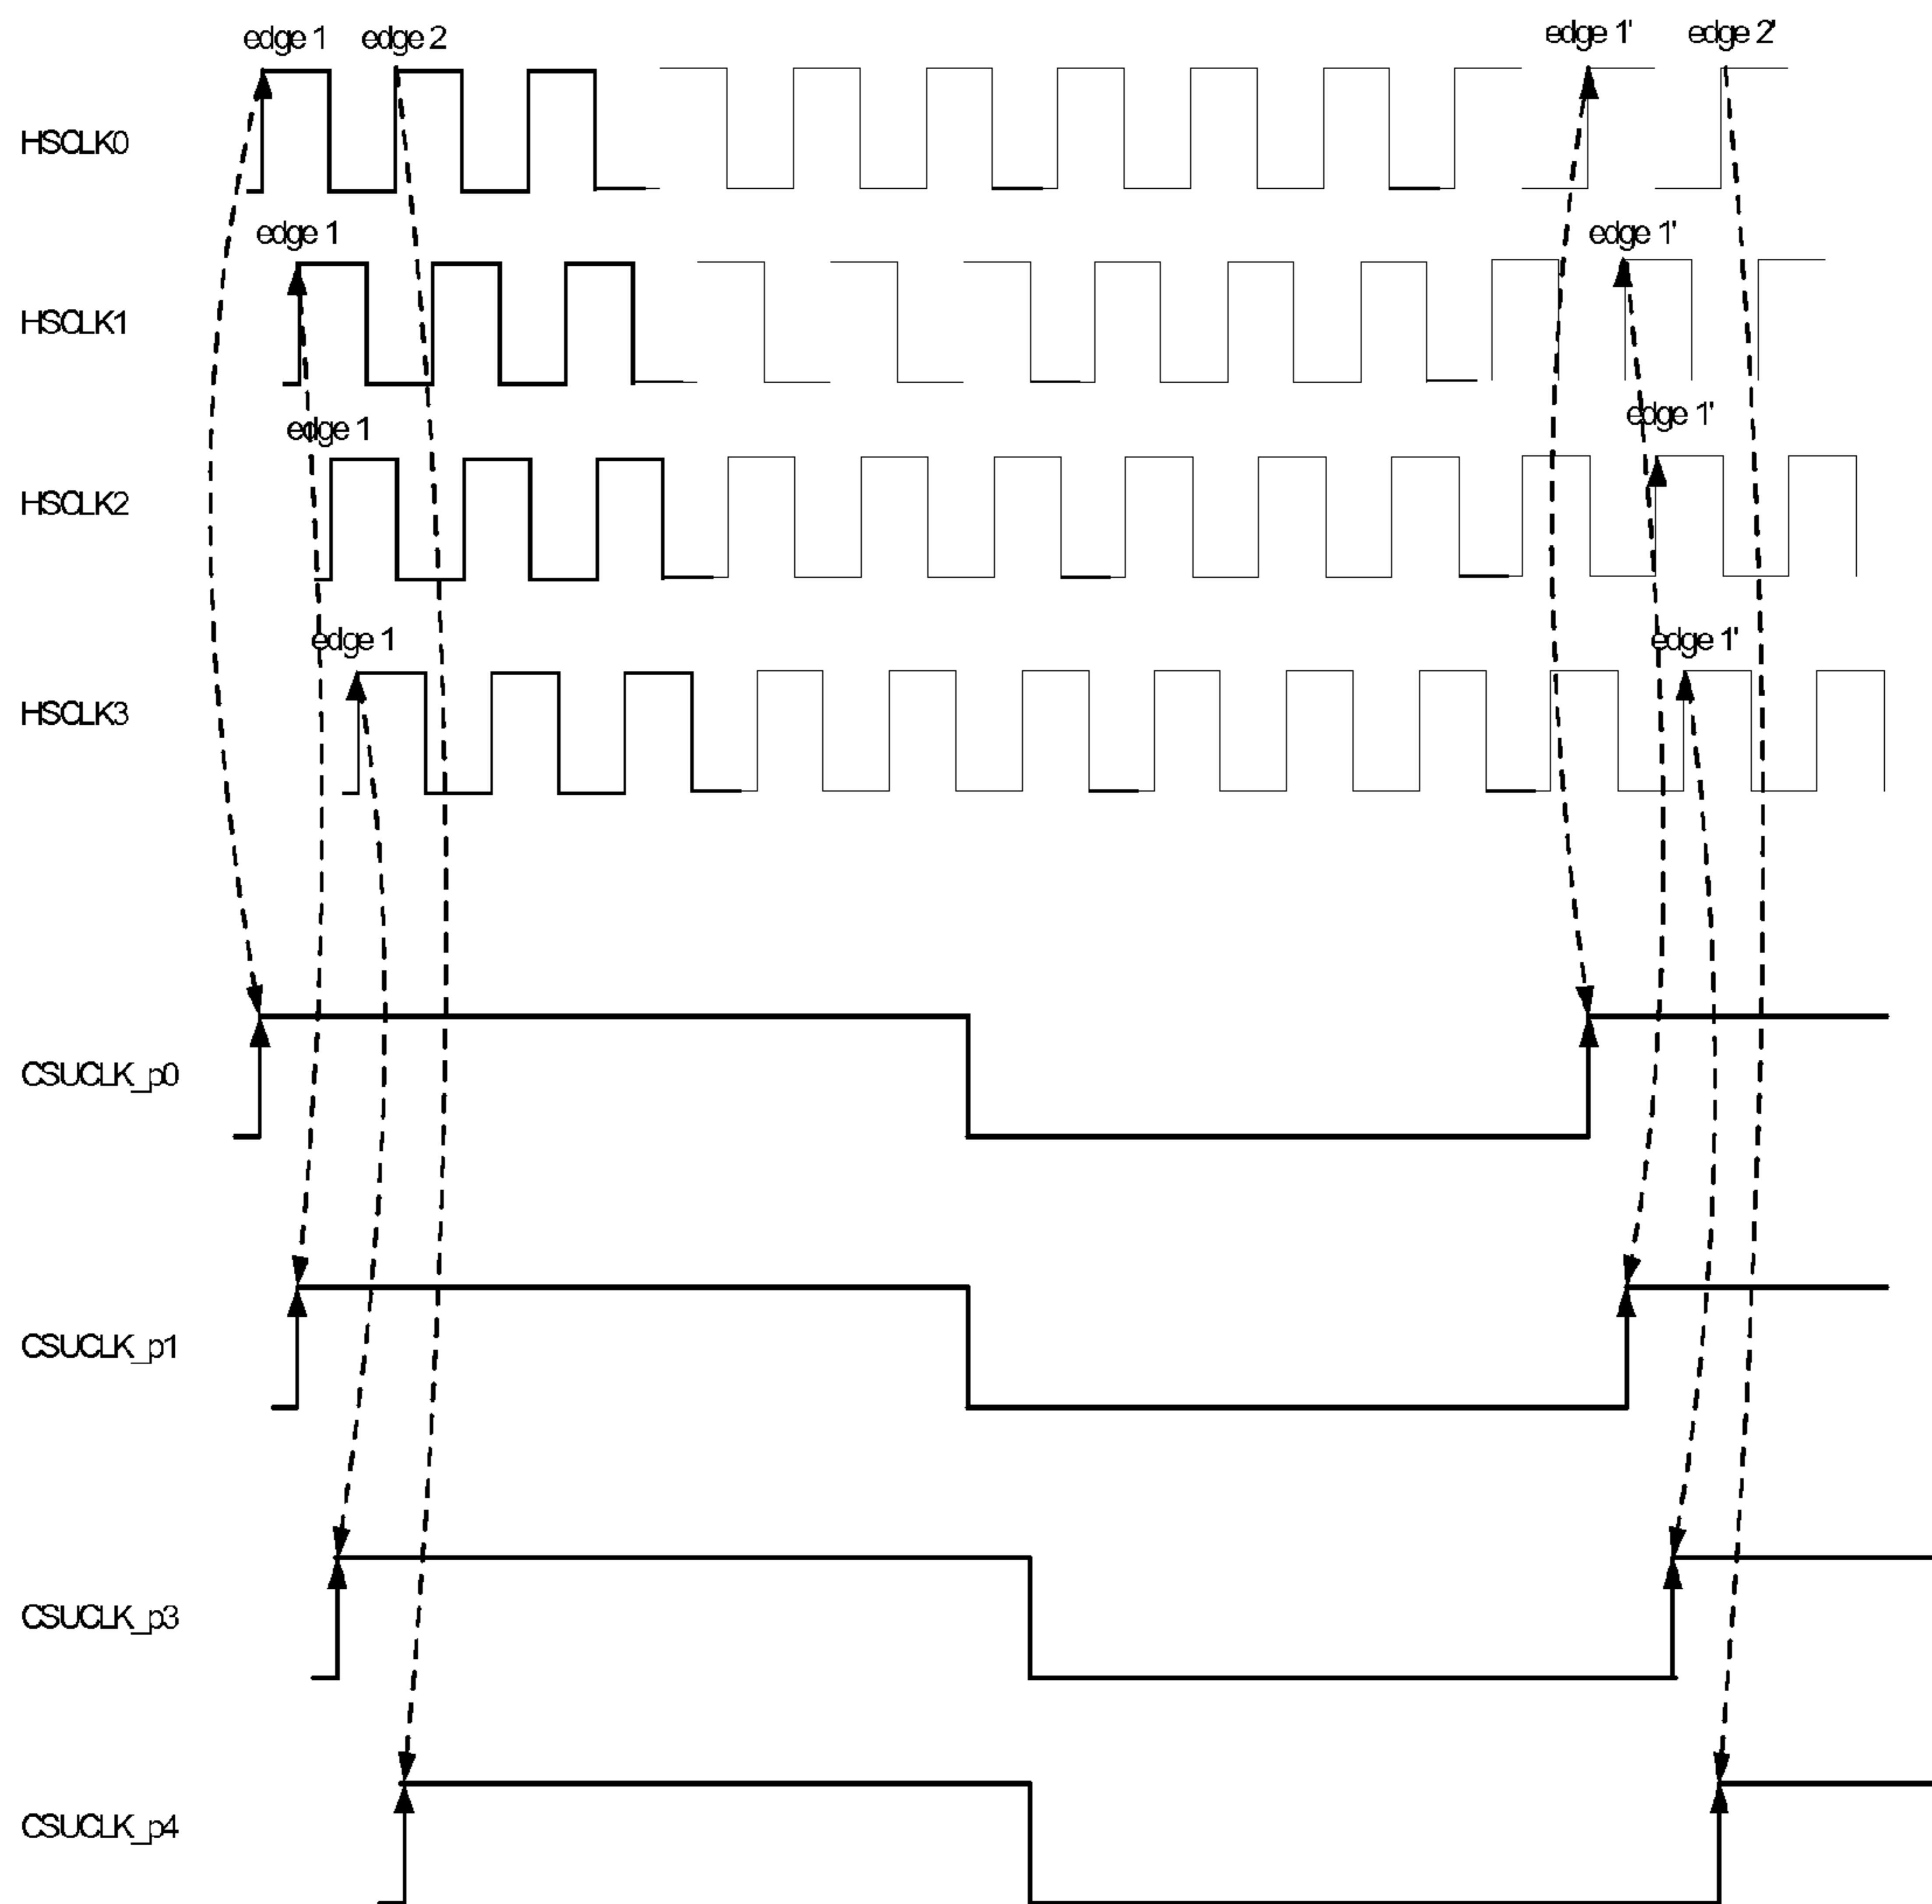 edge 1 edge 2 edge 1' edge 2'
HSCLK0
edge 1 edge 1'
HSCLK1
edge 1 edge 1'
HSCLK2
edge 1 edge 1'
HSCLK3
CSUCLK_p0
CSUCLK_p1
CSUCLK_p3
CSUCLK_p4